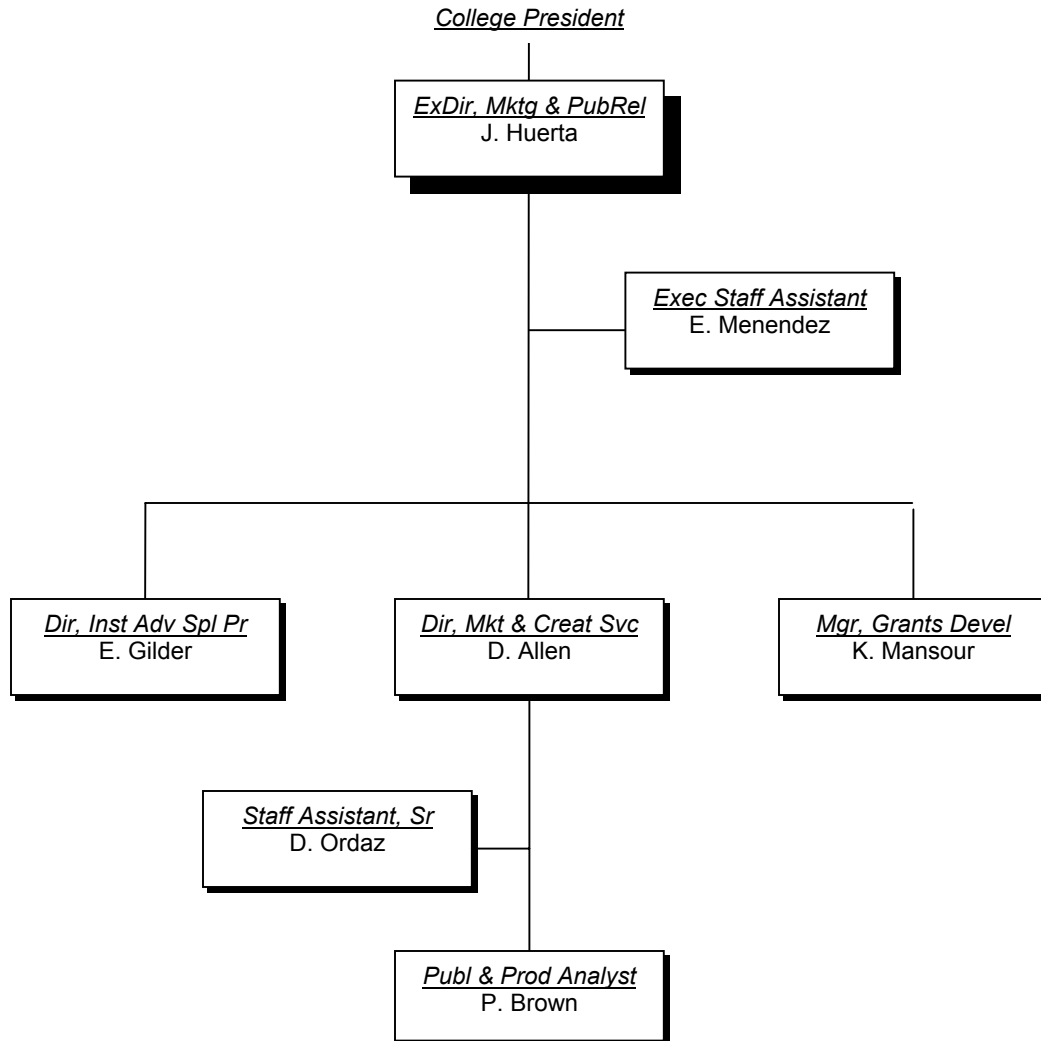 College President
ExDir, Mktg & PubRel
J. Huerta
Exec Staff Assistant
E. Menendez
Dir, Inst Adv Spl Pr
E. Gilder
Dir, Mkt & Creat Svc
D. Allen
Mgr, Grants Devel
K. Mansour
Staff Assistant, Sr
D. Ordaz
Publ & Prod Analyst
P. Brown